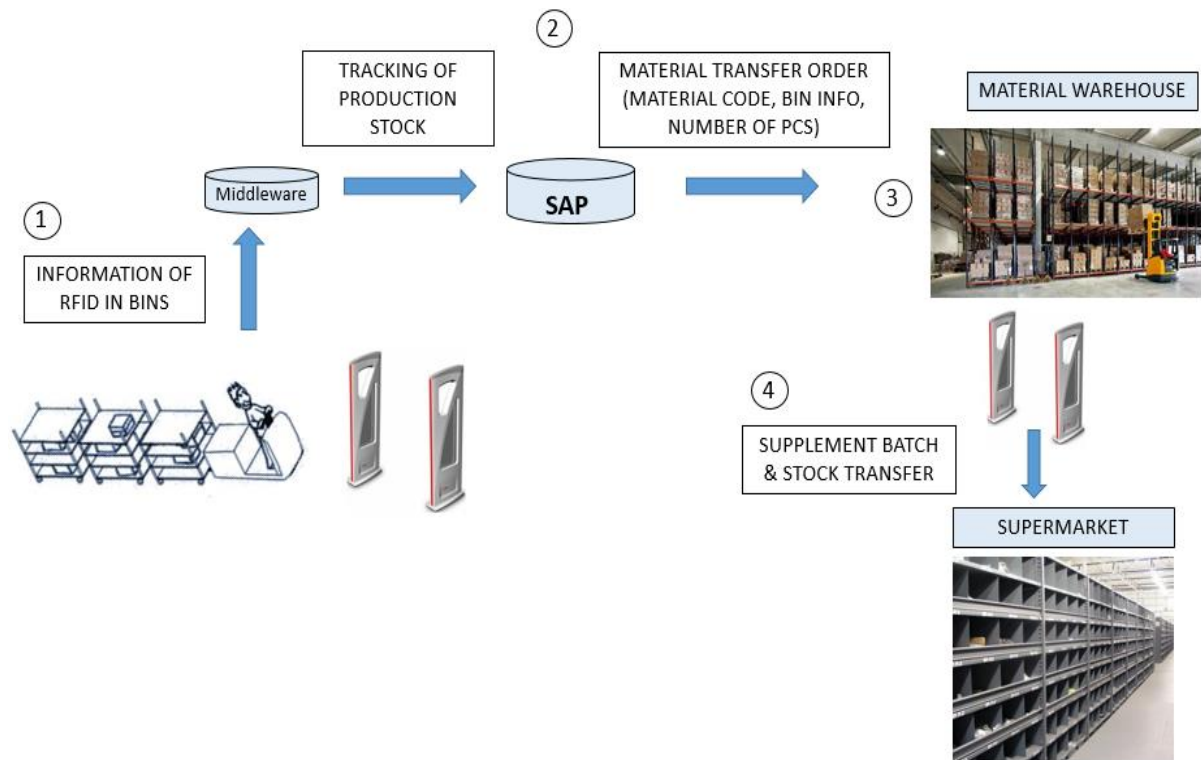 2
TRACKING OF
PRODUCTION
STOCK
MATERIAL TRANSFER ORDER
(MATERIAL CODE, BIN INFO,
NUMBER OF PCS)
MATERIAL WAREHOUSE
Middleware
SAP
3
1
INFORMATION OF
RFID IN BINS
4
SUPPLEMENT BATCH
& STOCK TRANSFER
SUPERMARKET